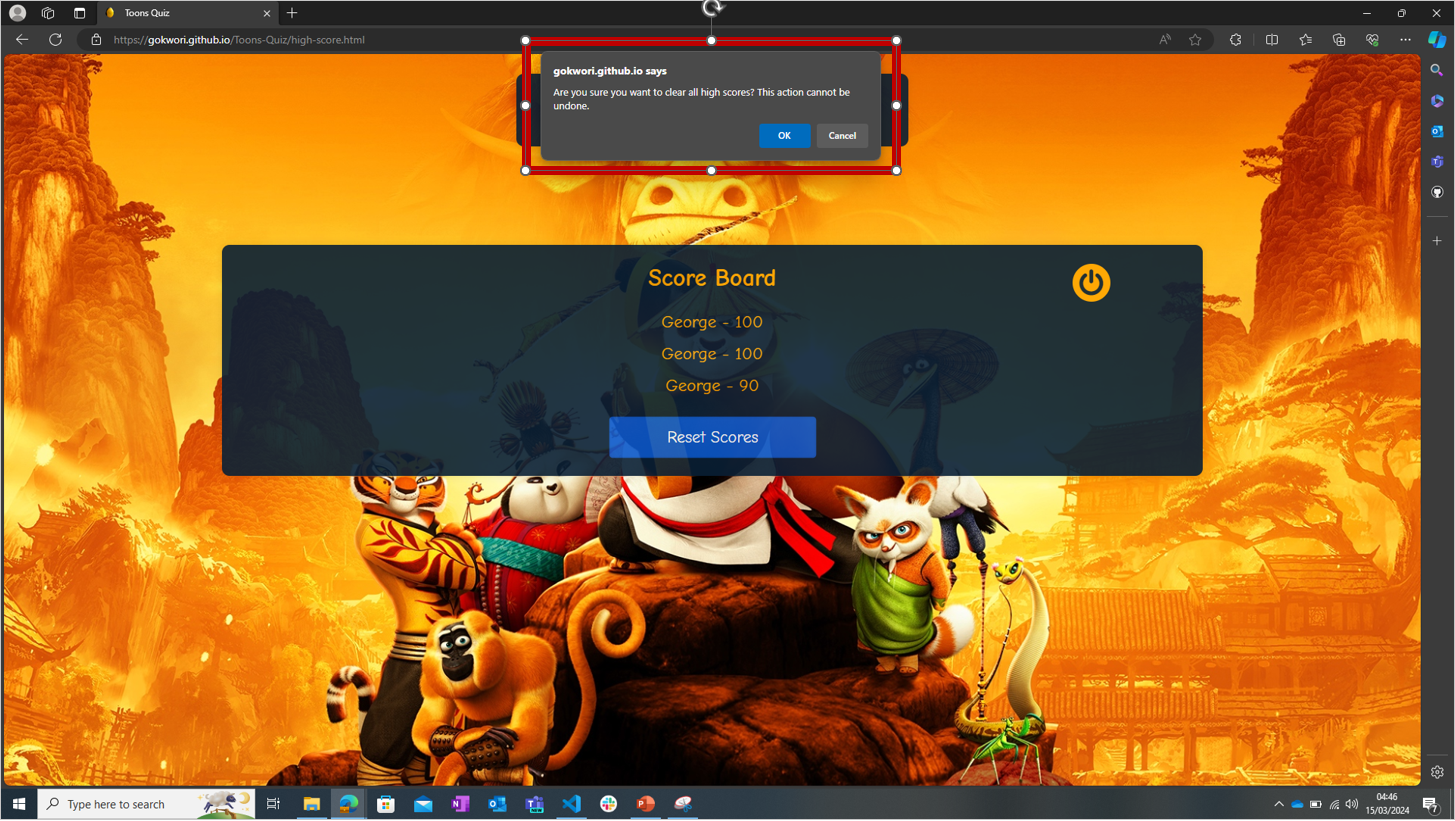 Toons Quiz
https://gokwori.github.io/Toons-Quiz/high-score.html
gokwori.github.io says
Are you sure you want to clear all high scores? This action cannot be
undone.
OK
Cancel
Score Board
George - 100
George - 100
George - 90
Reset Scores
Type here to search
04:46
15/03/2024
7